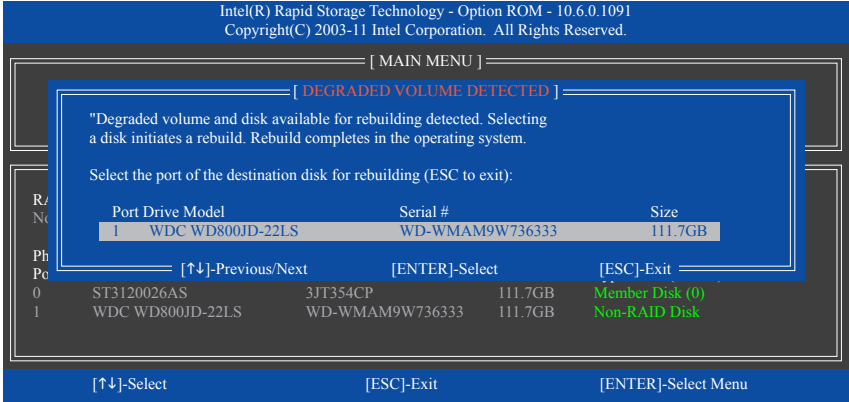 Intel(R) Rapid Storage Technology - Option ROM - 10.6.0.1091
Copyright(C) 2003-11 Intel Corporation.  All Rights Reserved.
[ MAIN MENU ]
[ DEGRADED VOLUME DETECTED ]
"Degraded volume and disk available for rebuilding detected. Selecting
a disk initiates a rebuild. Rebuild completes in the operating system.
Select the port of the destination disk for rebuilding (ESC to exit):
Port Drive Model Serial # Size
1 WDC WD800JD-22LS WD-WMAM9W736333 111.7GB
[↑↓]-Previous/Next [ENTER]-Select [ESC]-Exit
0 ST3120026AS 3JT354CP 111.7GB Member Disk (0)
1 WDC WD800JD-22LS WD-WMAM9W736333 111.7GB Non-RAID Disk
[↑↓]-Select [ESC]-Exit [ENTER]-Select Menu